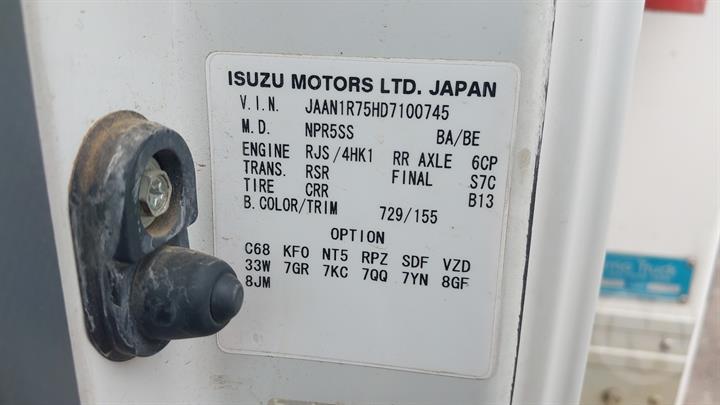 ISUZU MOTORS LTD. JAPAN
V.I.N. JAAN1R75HD7100745
M.D. NPR5SS BA/BE
ENGINE RJS/4HK1 RR AXLE 6CP
TRANS. RSR FINAL S7C
TIRE CRR B13
B.COLOR/TRIM 729/155
OPTION
C68 KFO NT5 RPZ SDF VZD
33W 7GR 7KC 7QQ 7YN 8GF
8JM
Truck